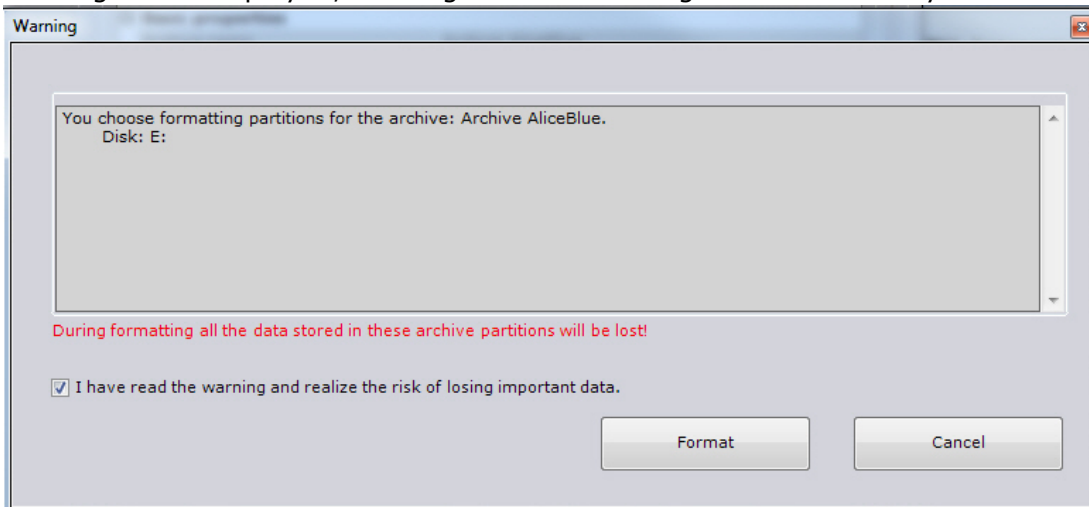 Warning
You choose formatting partitions for the archive: Archive AliceBlue.
Disk: E:
During formatting all the data stored in these archive partitions will be lost!
I have read the warning and realize the risk of losing important data.
Format
Cancel